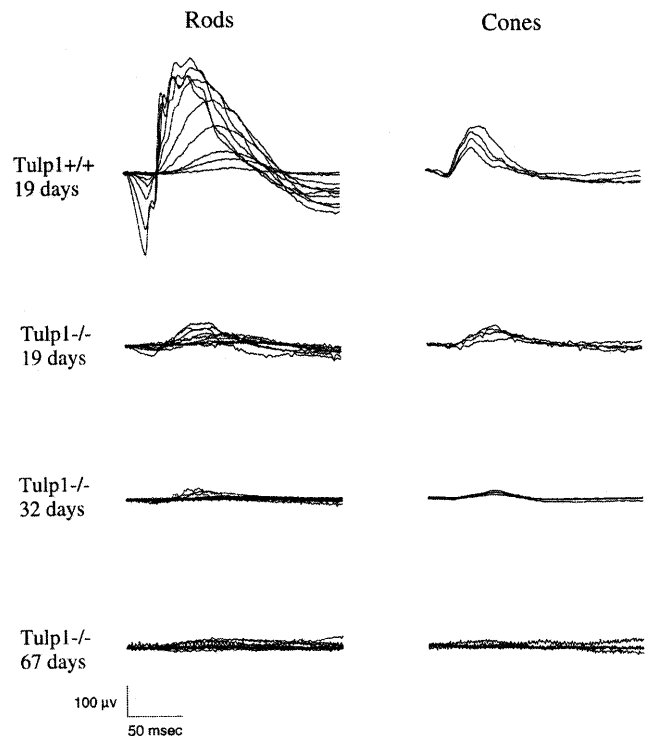 Rods
Cones
Tulp1+/+
19 days
Tulp1-/-
19 days
Tulp1-/-
32 days
Tulp1-/-
67 days
100 µv
50 msec